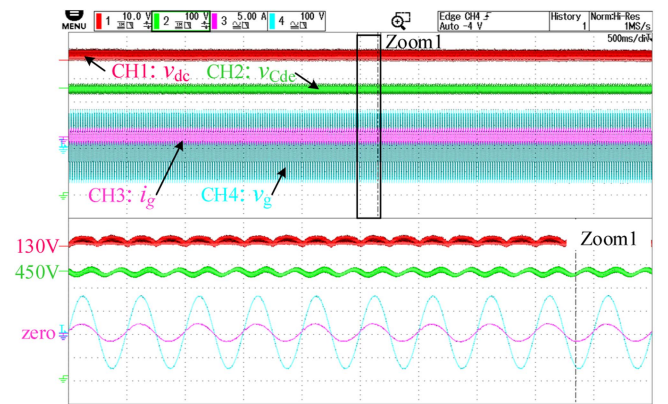 MENU 1 10.0 V 2 100 V 3 5.00 A 4 100 V Edge CH4 Auto -4 V History 1 Norm:Hi-Res 1MS/s
500ms/div
Zoom1
CH1: vdc CH2: vCde
CH3: ig CH4: vg
130V Zoom1
450V
zero